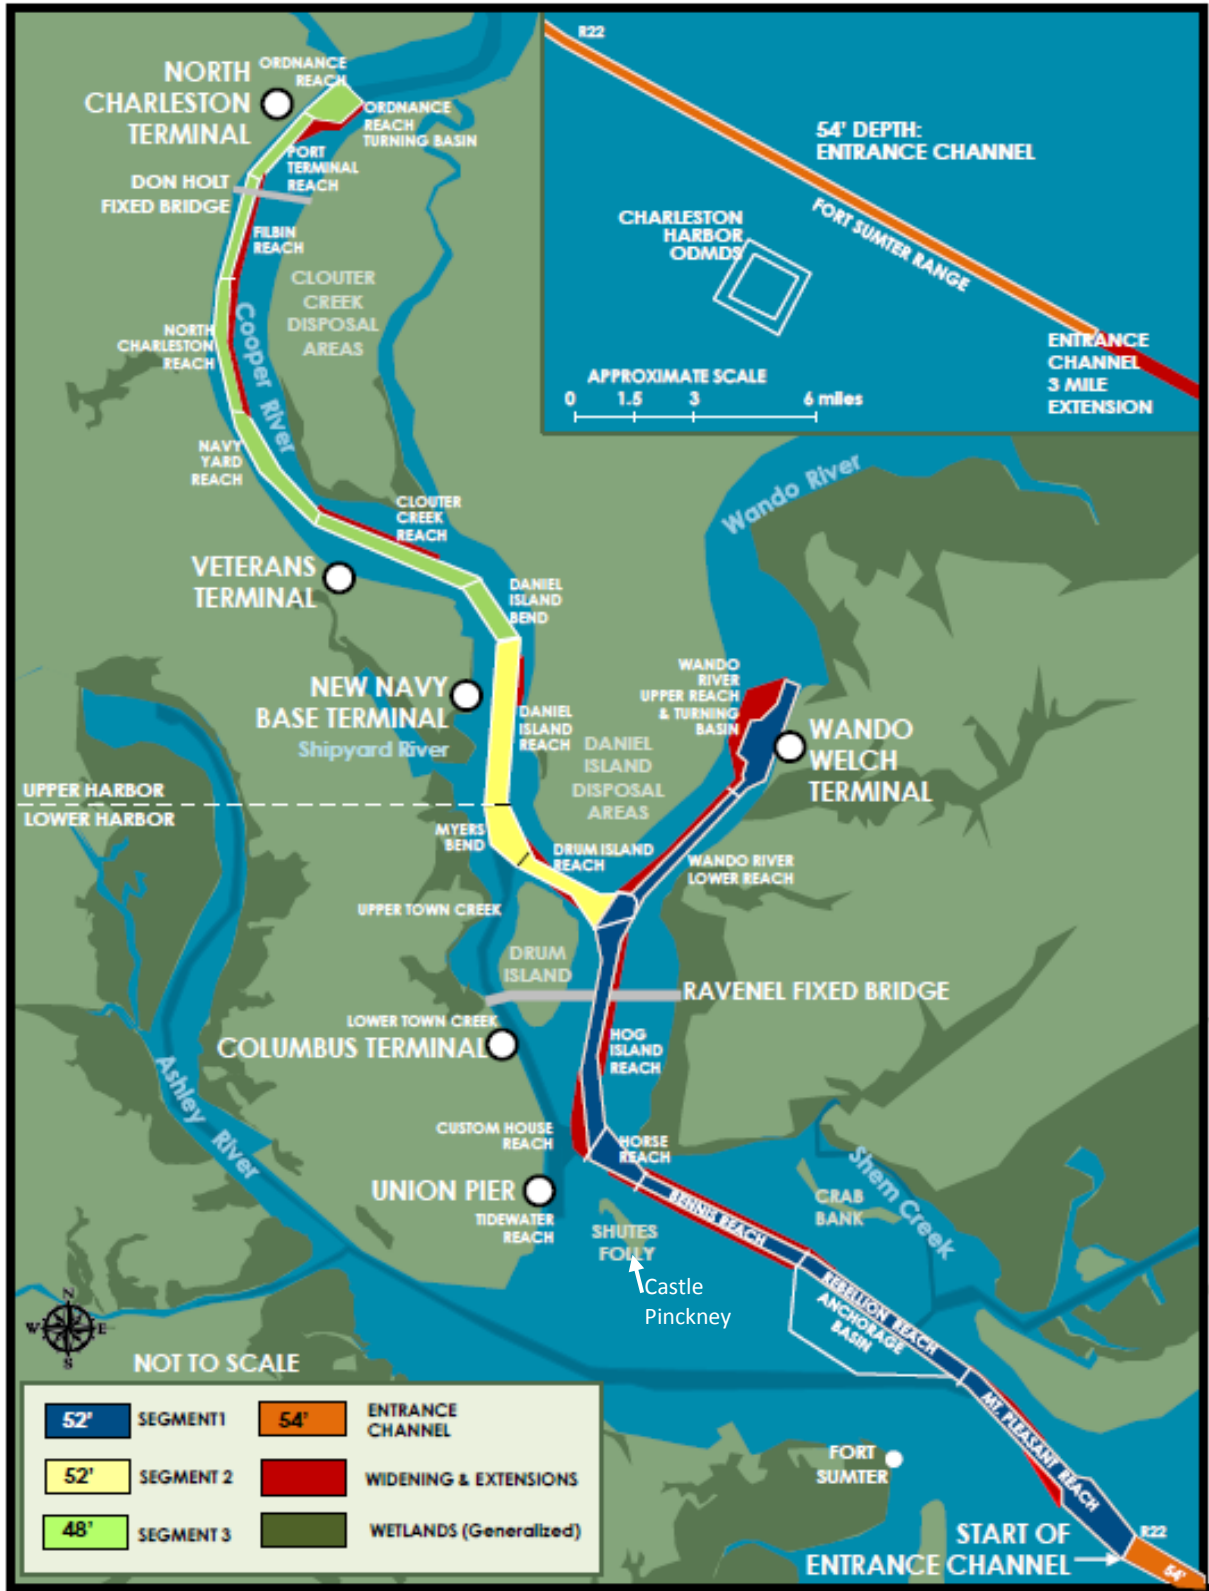 R22
54' DEPTH:
ENTRANCE CHANNEL
FORT SUMTER RANGE
CHARLESTON
HARBOR
ODMDS
ENTRANCE
CHANNEL
3 MILE
EXTENSION
APPROXIMATE SCALE
0 1.5 3 6 miles
NORTH
CHARLESTON
TERMINAL
ORDNANCE
REACH
ORDNANCE
REACH
TURNING BASIN
PORT
TERMINAL
REACH
DON HOLT
FIXED BRIDGE
FILBIN
REACH
CLOUTER
CREEK
DISPOSAL
AREAS
NORTH
CHARLESTON
REACH
Cooper River
NAVY
YARD
REACH
CLOUTER
CREEK
REACH
Wando River
VETERANS
TERMINAL
DANIEL
ISLAND
BEND
NEW NAVY
BASE TERMINAL
Shipyard River
DANIEL
ISLAND
REACH
WANDO
RIVER
UPPER REACH
& TURNING
BASIN
DANIEL
ISLAND
DISPOSAL
AREAS
WANDO
WELCH
TERMINAL
UPPER HARBOR
LOWER HARBOR
MYERS
BEND
DRUM ISLAND
REACH
WANDO RIVER
LOWER REACH
UPPER TOWN CREEK
DRUM
ISLAND
RAVENEL FIXED BRIDGE
LOWER TOWN CREEK
COLUMBUS TERMINAL
HOG
ISLAND
REACH
Ashley River
CUSTOM HOUSE
REACH
HORSE
REACH
UNION PIER
TIDEWATER
REACH
SHUTES
FOLLY
Castle
Pinckney
BENNIS REACH
CRAB
BANK
Shem Creek
REBELLION REACH
ANCHORAGE
BASIN
MT. PLEASANT REACH
FORT
SUMTER
R22
START OF
ENTRANCE CHANNEL
54'
N
W E
S
NOT TO SCALE
52' SEGMENT1
54' ENTRANCE
CHANNEL
52' SEGMENT 2
WIDENING & EXTENSIONS
48' SEGMENT 3
WETLANDS (Generalized)